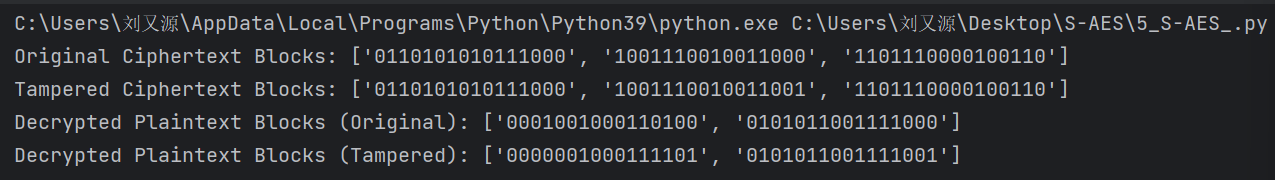 C:\Users\刘又源\AppData\Local\Programs\Python\Python39\python.exe C:\Users\刘又源\Desktop\S-AES\5_S-AES_.py
Original Ciphertext Blocks: ['0110101010111000', '1001110010011000', '1101110000100110']
Tampered Ciphertext Blocks: ['0110101010111000', '1001110010011001', '1101110000100110']
Decrypted Plaintext Blocks (Original): ['0001001000110100', '0101011001111000']
Decrypted Plaintext Blocks (Tampered): ['0000001000111101', '0101011001111001']